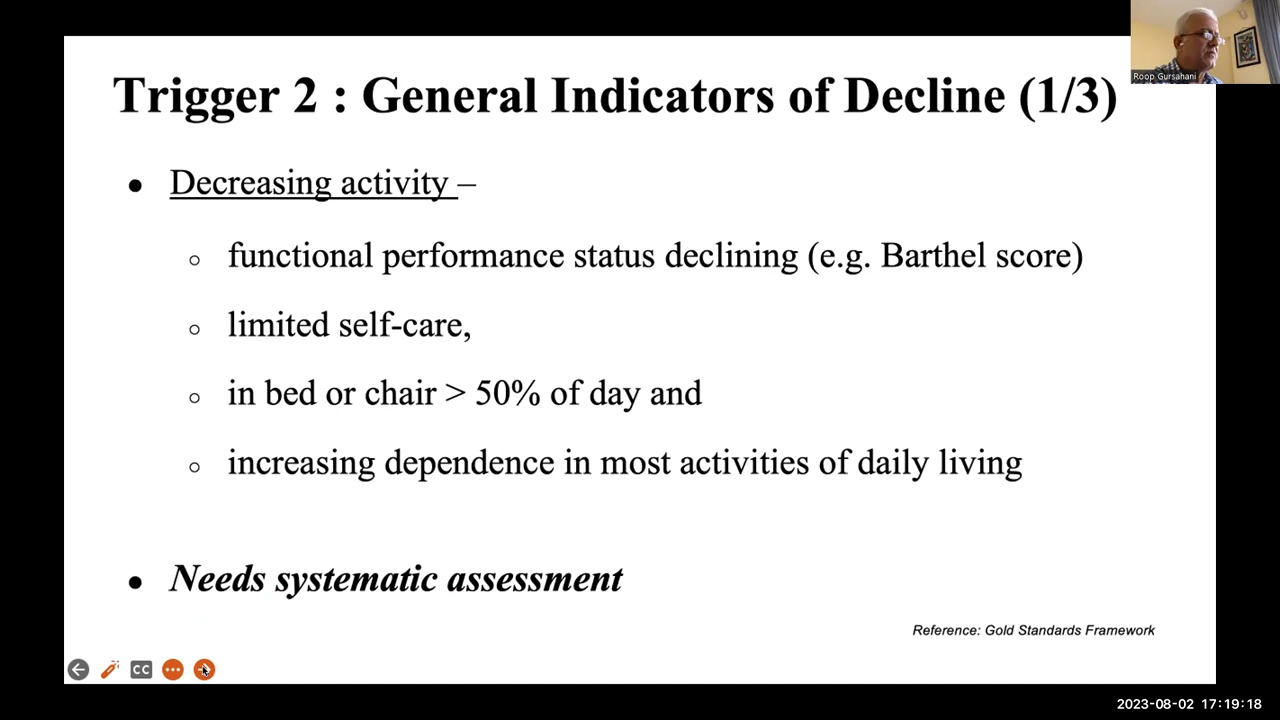 Trigger 2 : General Indicators of Decline (1/3)
Roop Gursahani
● Decreasing activity –
○ functional performance status declining (e.g. Barthel score)
○ limited self-care,
○ in bed or chair > 50% of day and
○ increasing dependence in most activities of daily living
● Needs systematic assessment
Reference: Gold Standards Framework
CC
2023-08-02 17:19:18